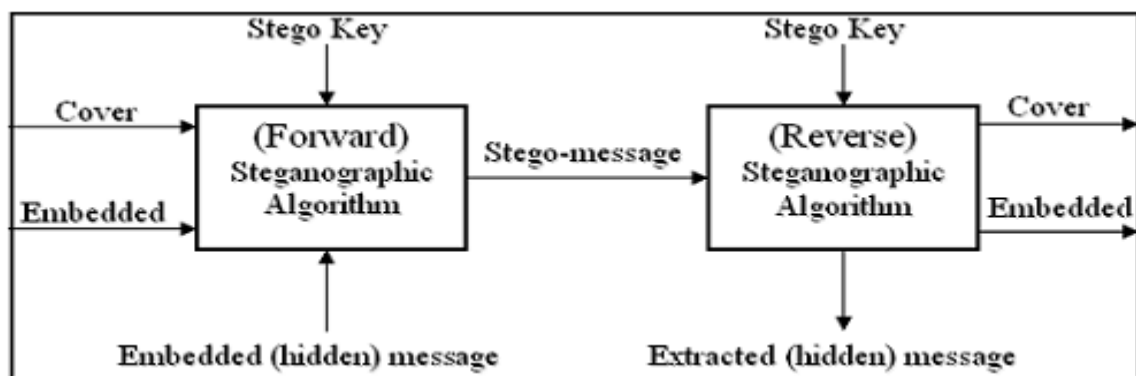 Stego Key
Stego Key
Cover
(Forward)
Steganographic
Algorithm
Embedded
Stego-message
(Reverse)
Steganographic
Algorithm
Cover
Embedded
Embedded (hidden) message
Extracted (hidden) message